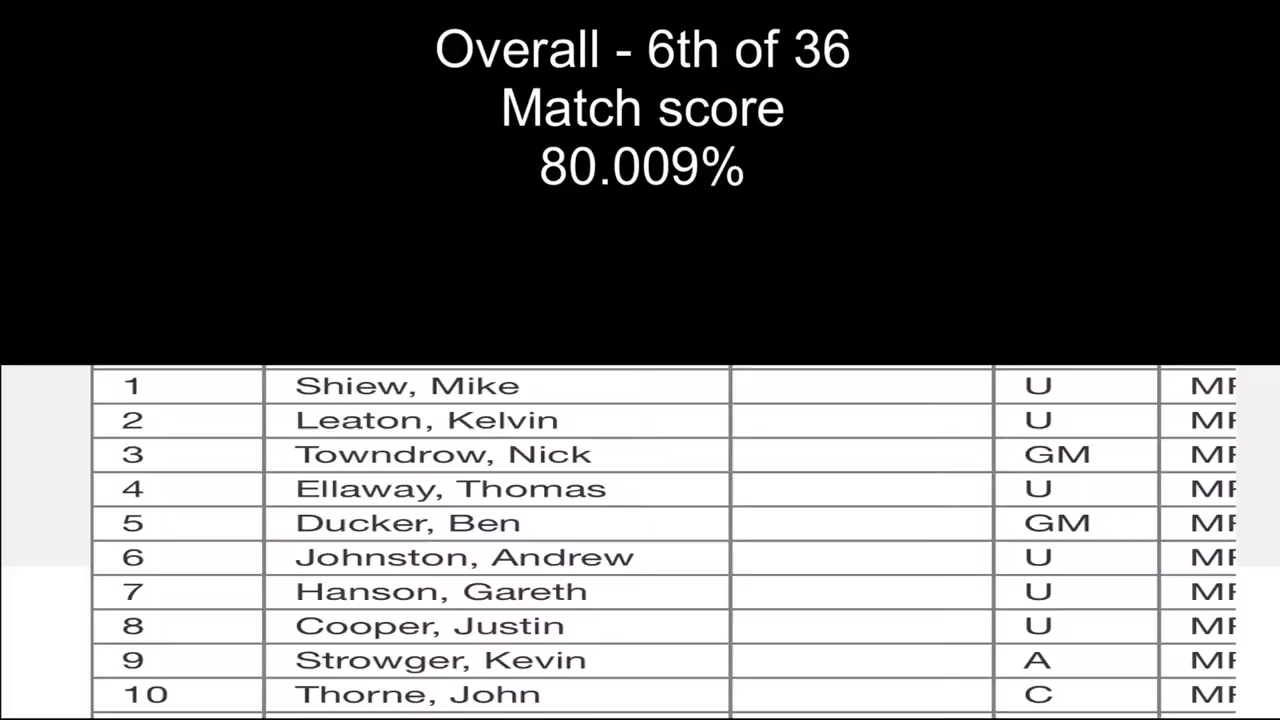 Overall - 6th of 36
Match score
80.009%
1 Shiew, Mike U
2 Leaton, Kelvin U
3 Towndrow, Nick GM
4 Ellaway, Thomas U
5 Ducker, Ben GM
6 Johnston, Andrew U
7 Hanson, Gareth U
8 Cooper, Justin U
9 Strowger, Kevin A
10 Thorne, John C